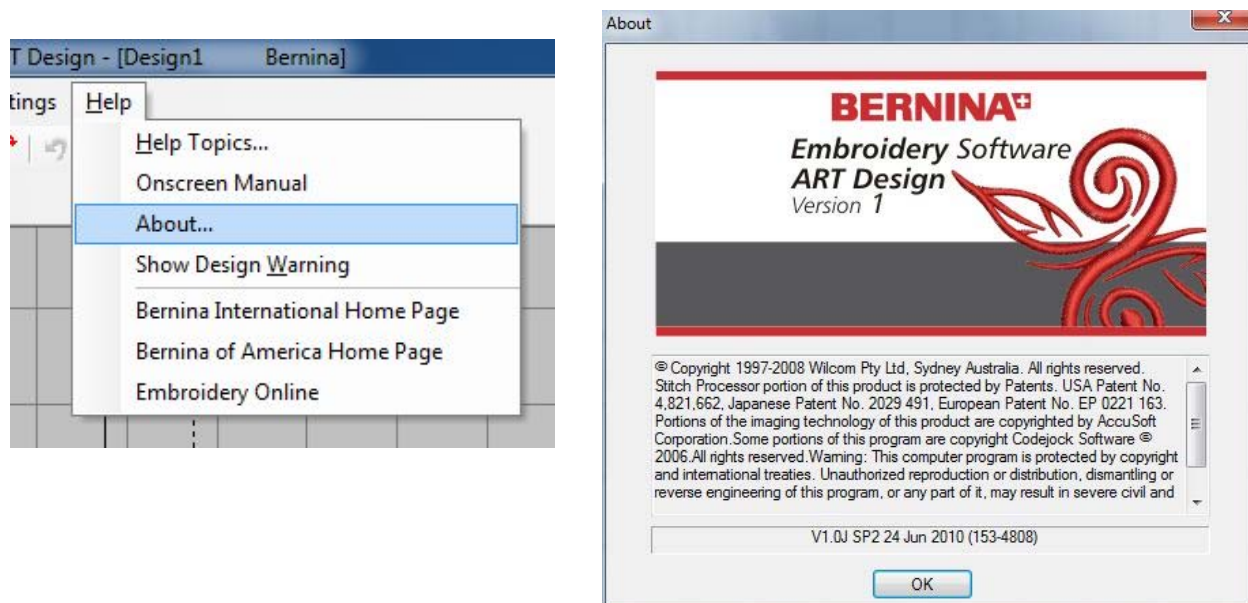 T Design - [Design1 Bernina]
tings Help
Help Topics...
Onscreen Manual
About...
Show Design Warning
Bernina International Home Page
Bernina of America Home Page
Embroidery Online
About
BERNINA
Embroidery Software
ART Design
Version 1
© Copyright 1997-2008 Wilcom Pty Ltd, Sydney Australia. All rights reserved.
Stitch Processor portion of this product is protected by Patents. USA Patent No.
4,821,662, Japanese Patent No. 2029 491, European Patent No. EP 0221 163.
Portions of the imaging technology of this product are copyrighted by AccuSoft
Corporation.Some portions of this program are copyright Codejock Software ©
2006.All rights reserved.Warning: This computer program is protected by copyright
and international treaties. Unauthorized reproduction or distribution, dismantling or
reverse engineering of this program, or any part of it, may result in severe civil and
V1.0J SP2 24 Jun 2010 (153-4808)
OK